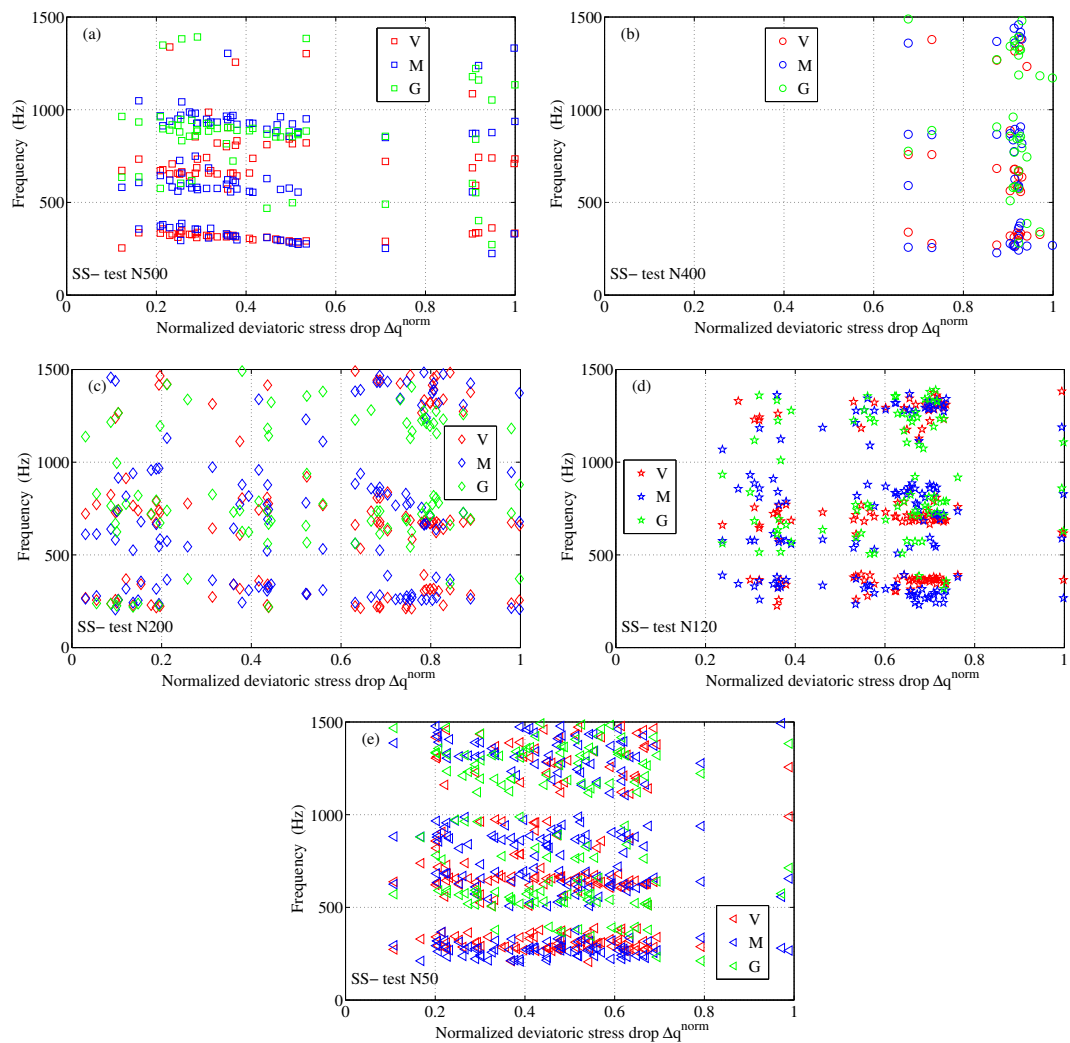 (a)
V
M
G
SS- test N500
Frequency (Hz)
0
500
1000
1500
0
0.2
0.4
0.6
0.8
1
Normalized deviatoric stress drop Δq^norm
(b)
V
M
G
SS- test N400
Frequency (Hz)
0
500
1000
1500
0
0.2
0.4
0.6
0.8
1
Normalized deviatoric stress drop Δq^norm
(c)
V
M
G
SS- test N200
Frequency (Hz)
0
500
1000
1500
0
0.2
0.4
0.6
0.8
1
Normalized deviatoric stress drop Δq^norm
(d)
V
M
G
SS- test N120
Frequency (Hz)
0
500
1000
1500
0
0.2
0.4
0.6
0.8
1
Normalized deviatoric stress drop Δq^norm
(e)
V
M
G
SS- test N50
Frequency (Hz)
0
500
1000
1500
0
0.2
0.4
0.6
0.8
1
Normalized deviatoric stress drop Δq^norm